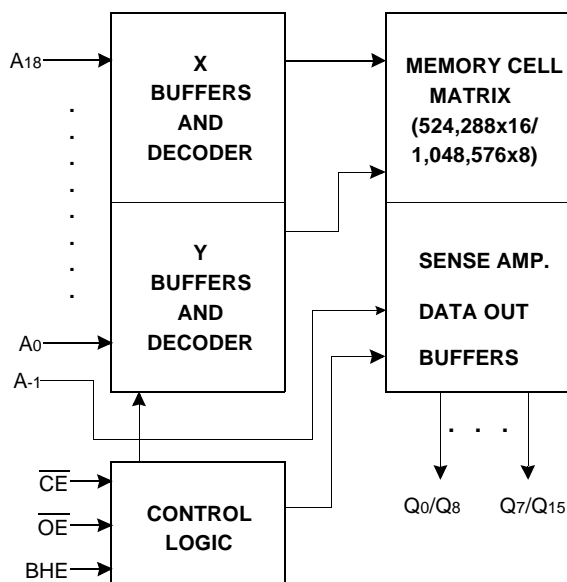 A18
X
BUFFERS
AND
DECODER
MEMORY CELL
MATRIX
(524,288x16/
1,048,576x8)
Y
BUFFERS
AND
DECODER
SENSE AMP.
DATA OUT
BUFFERS
A0
A-1
CE
OE
BHE
CONTROL
LOGIC
Q0/Q8
Q7/Q15